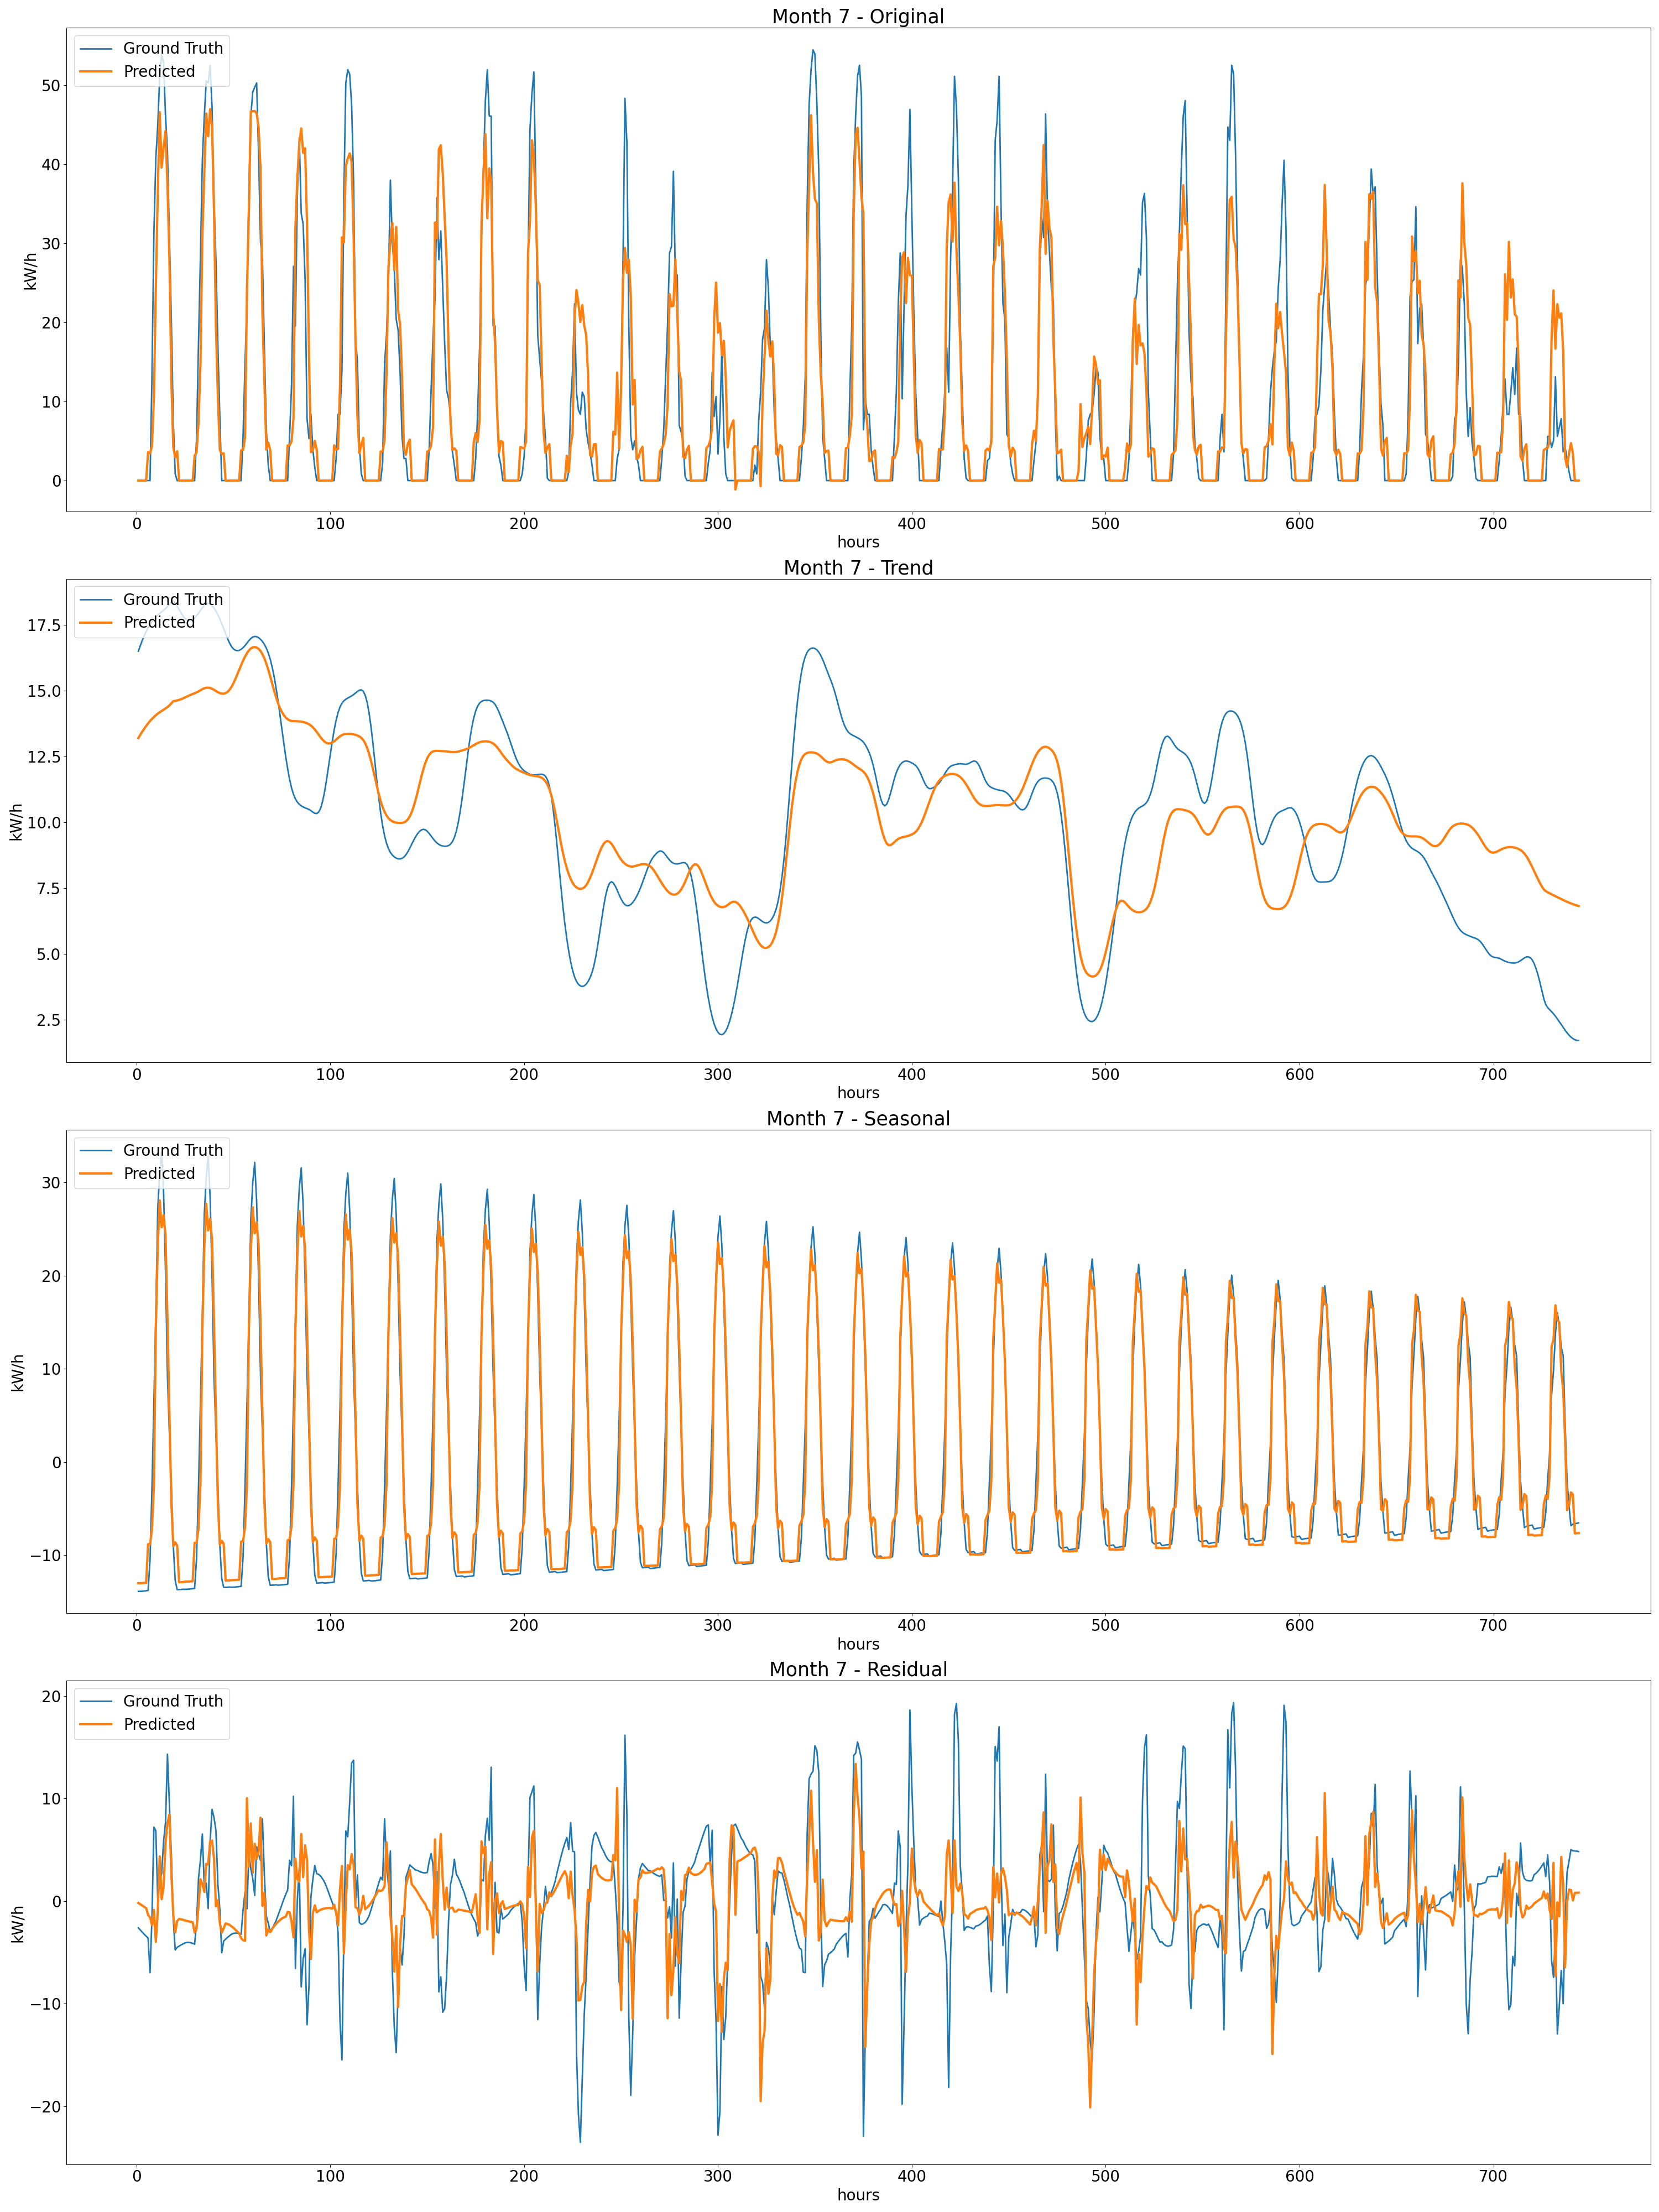 Month 7 - Original
Ground Truth
Predicted
50
40
30
20
10
0
kW/h
0 100 200 300 400 500 600 700
hours
Month 7 - Trend
Ground Truth
Predicted
17.5
15.0
12.5
10.0
7.5
5.0
2.5
kW/h
0 100 200 300 400 500 600 700
hours
Month 7 - Seasonal
Ground Truth
Predicted
30
20
10
0
−10
kW/h
0 100 200 300 400 500 600 700
hours
Month 7 - Residual
Ground Truth
Predicted
20
10
0
−10
−20
kW/h
0 100 200 300 400 500 600 700
hours